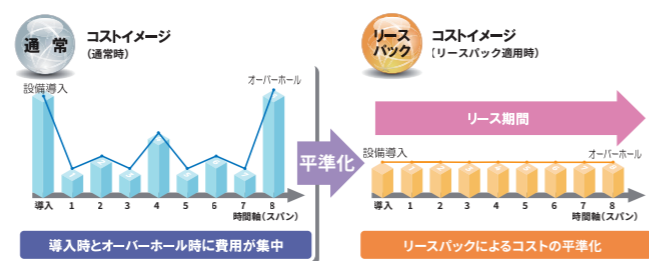 通 常
コストイメージ
（通常時）
設備導入
オーバーホール
導入 1 2 3 4 5 6 7 8
時間軸（スパン）
導入時とオーバーホール時に費用が集中
平準化
リース
パック
コストイメージ
（リースパック適用時）
リース期間
設備導入
オーバーホール
導入 1 2 3 4 5 6 7 8
時間軸（スパン）
リースパックによるコストの平準化